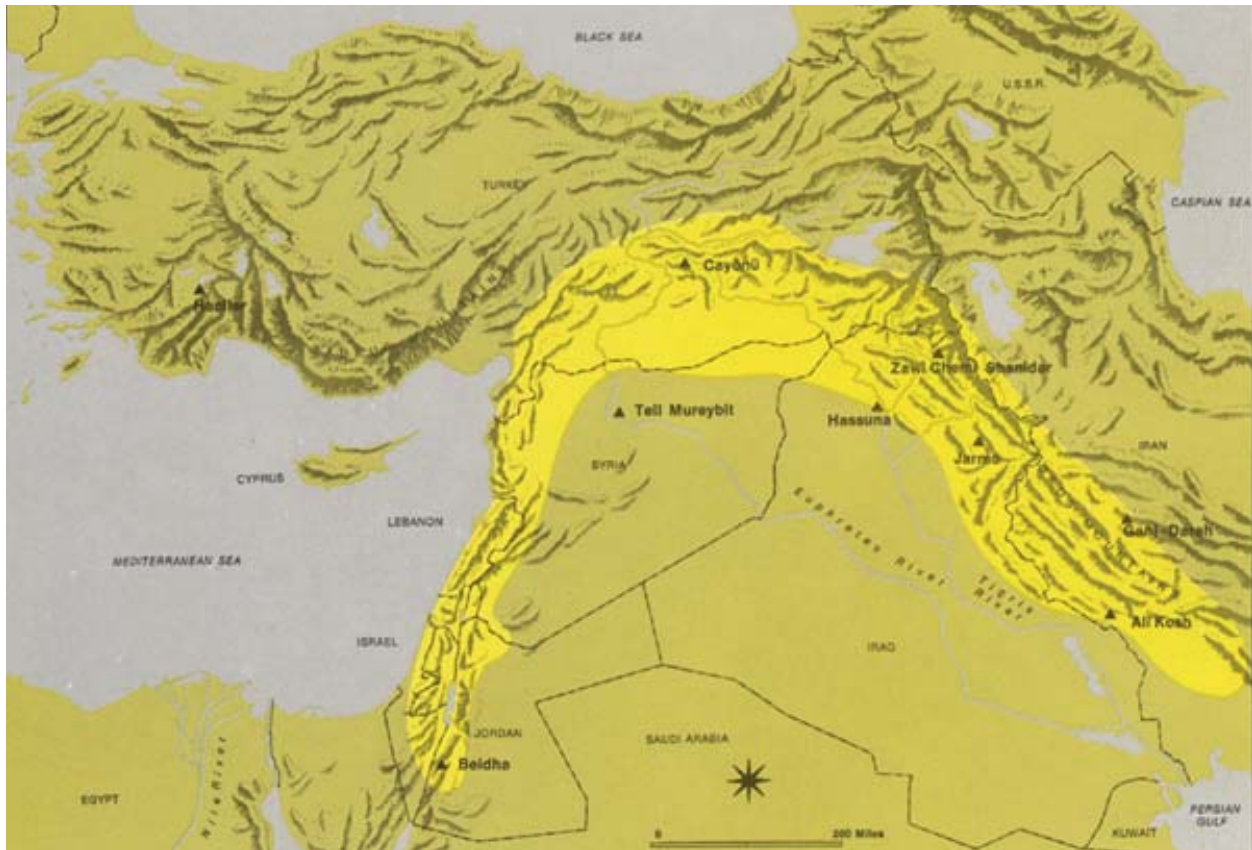 BLACK SEA
U.S.S.R.
TURKEY
CASPIAN SEA
Cayönü
Hacilar
Zawi Chemi Shanidar
Tell Mureybit
Hassuna
IRAN
Jarmo
SYRIA
CYPRUS
LEBANON
Euphrates River
Ganj-Dareh
MEDITERRANEAN SEA
Tigris River
Ali Kosh
ISRAEL
IRAQ
JORDAN
SAUDI ARABIA
Beidha
Nile River
EGYPT
PERSIAN
GULF
KUWAIT
0 200 Miles